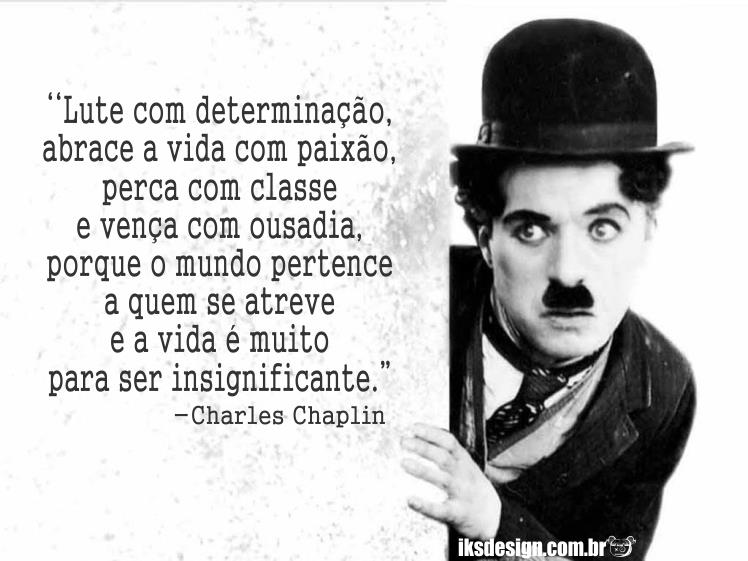 “Lute com determinação,
abrace a vida com paixão,
perca com classe
e vença com ousadia,
porque o mundo pertence
a quem se atreve
e a vida é muito
para ser insignificante.”
–Charles Chaplin
iksdesign.com.br